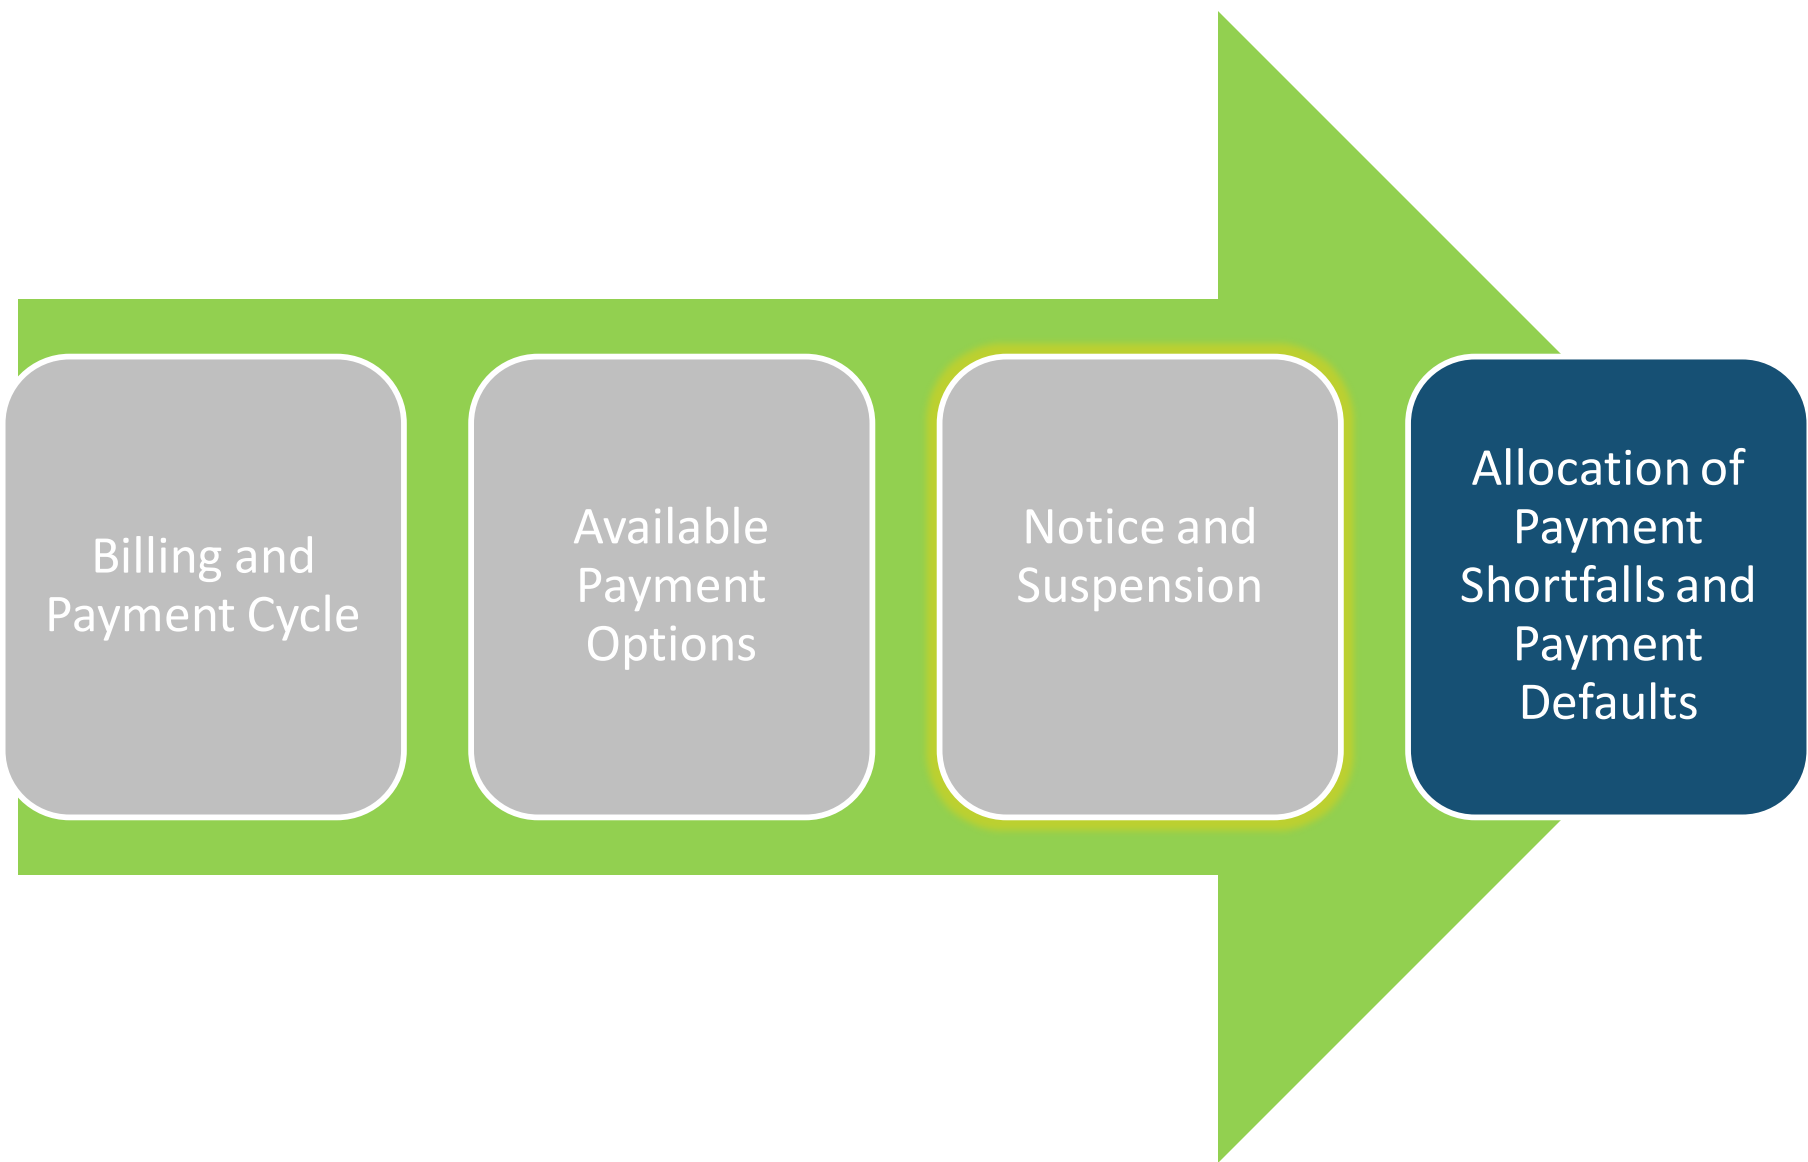 Billing and
Payment Cycle
Available
Payment
Options
Notice and
Suspension
Allocation of
Payment
Shortfalls and
Payment
Defaults